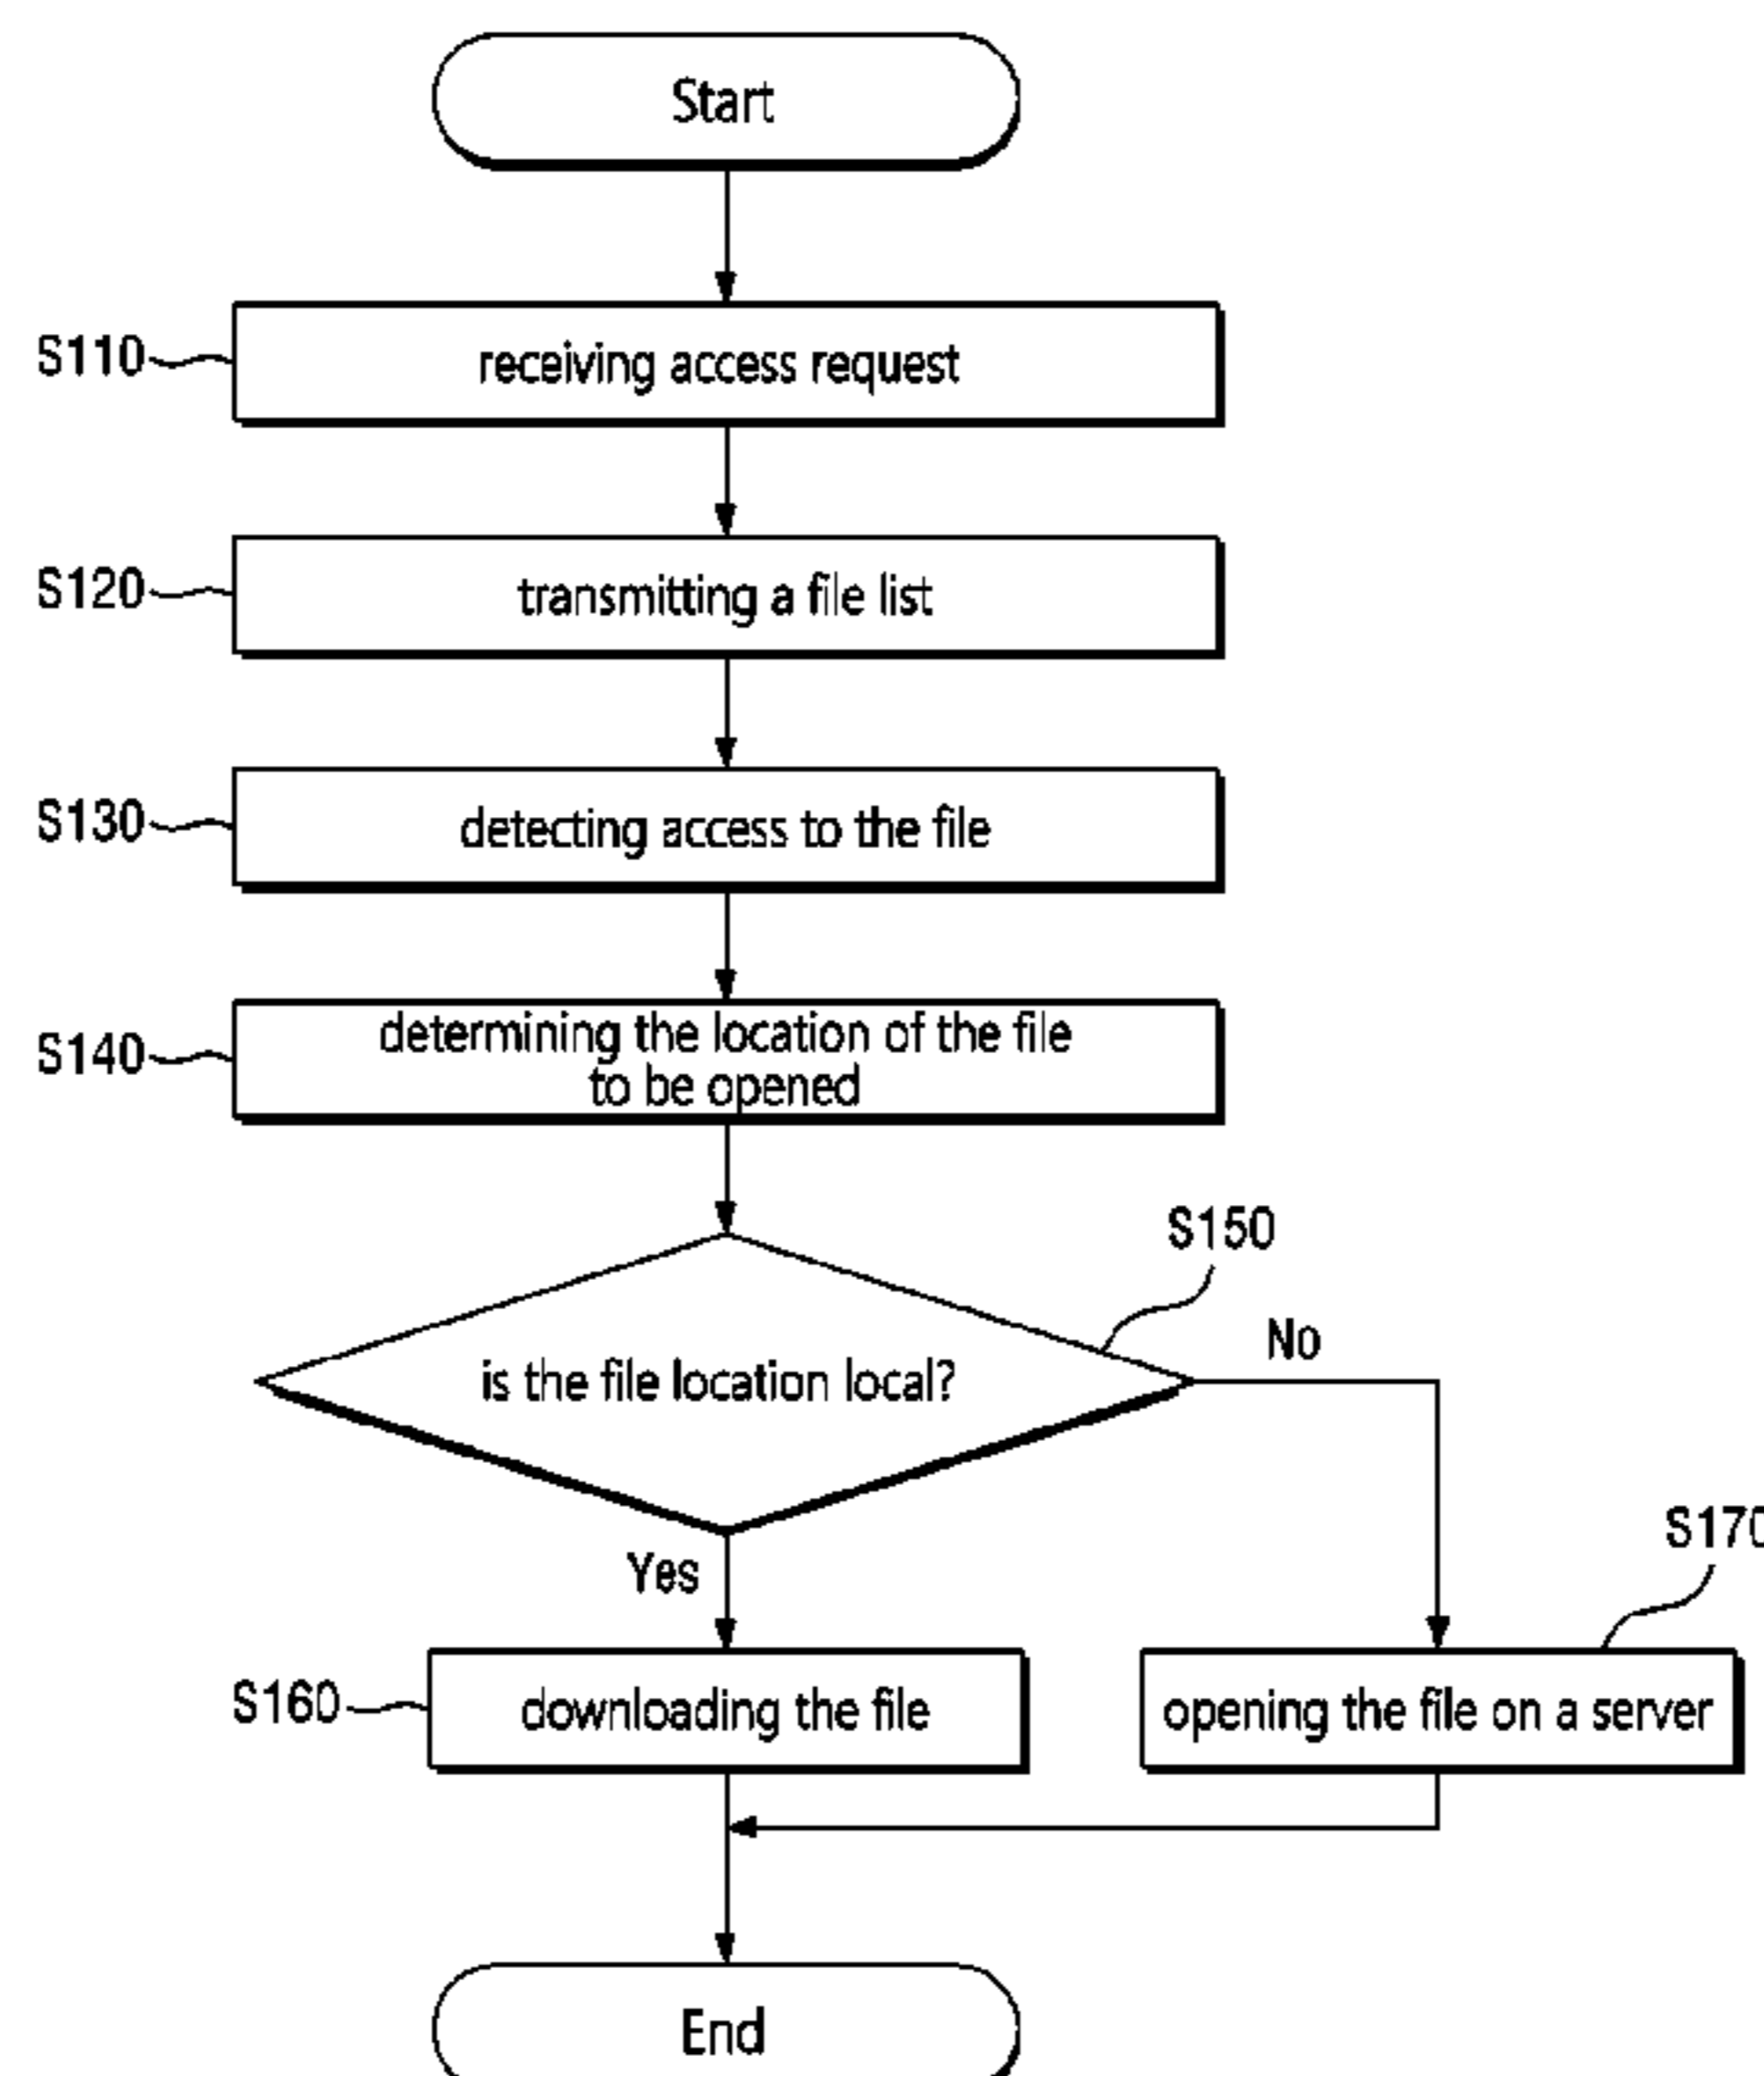 Start
S110
receiving access request
S120
transmitting a file list
S130
detecting access to the file
S140
determining the location of the file
to be opened
S150
is the file location local?
No
Yes
S170
S160
downloading the file
opening the file on a server
End